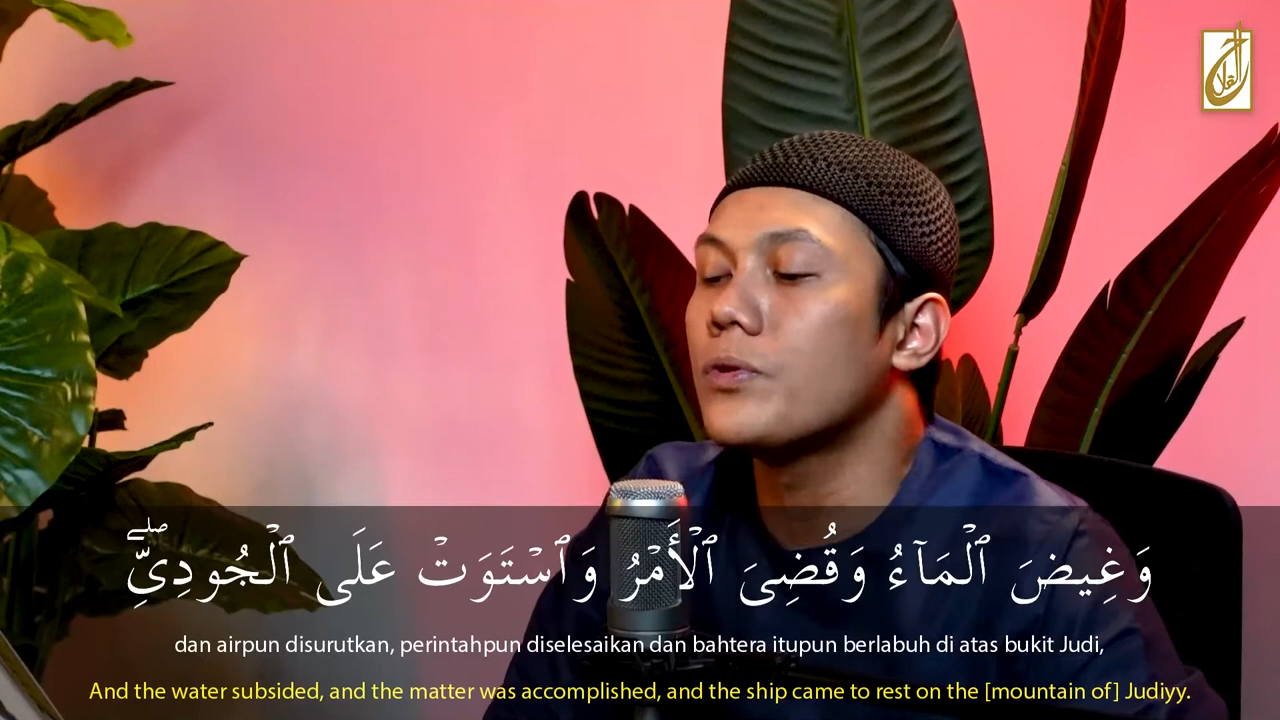 العلا
وَغِيضَ ٱلْمَآءُ وَقُضِىَ ٱلْأَمْرُ وَٱسْتَوَتْ عَلَى ٱلْجُودِىِّۖ
dan airpun disurutkan, perintahpun diselesaikan dan bahtera itupun berlabuh di atas bukit Judi,
And the water subsided, and the matter was accomplished, and the ship came to rest on the [mountain of] Judiyy.